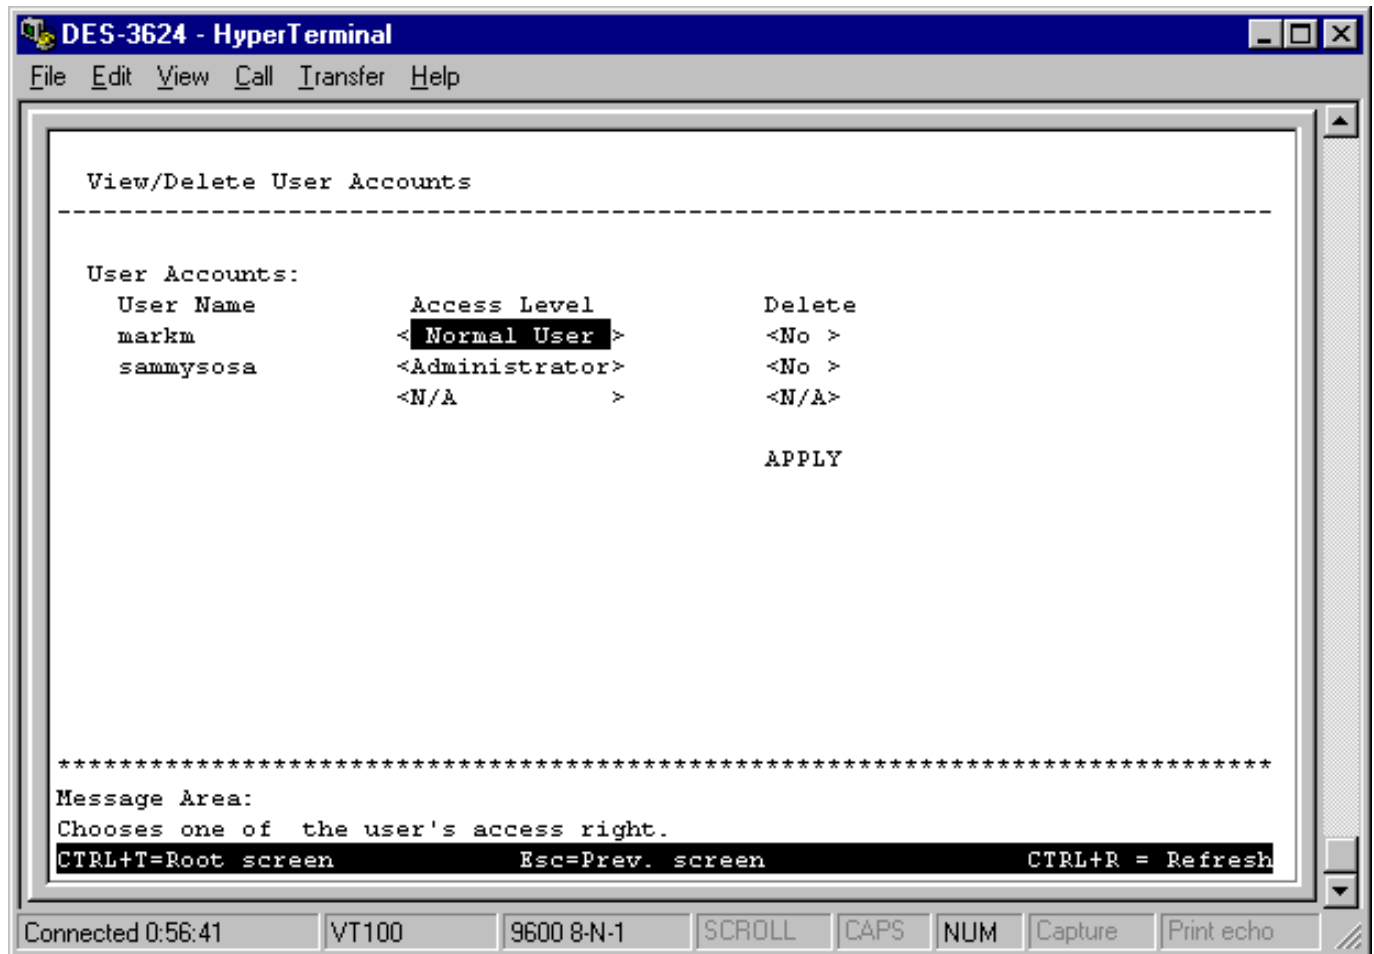 DES-3624 - HyperTerminal
File Edit View Call Transfer Help
View/Delete User Accounts
-------------------------------------------------------------------------------
User Accounts:
User Name Access Level Delete
markm < Normal User > <No >
sammysosa <Administrator> <No >
<N/A > <N/A>
APPLY
*******************************************************************************
Message Area:
Chooses one of  the user's access right.
CTRL+T=Root screen Esc=Prev. screen CTRL+R = Refresh
Connected 0:56:41 VT100 9600 8-N-1 SCROLL CAPS NUM Capture Print echo